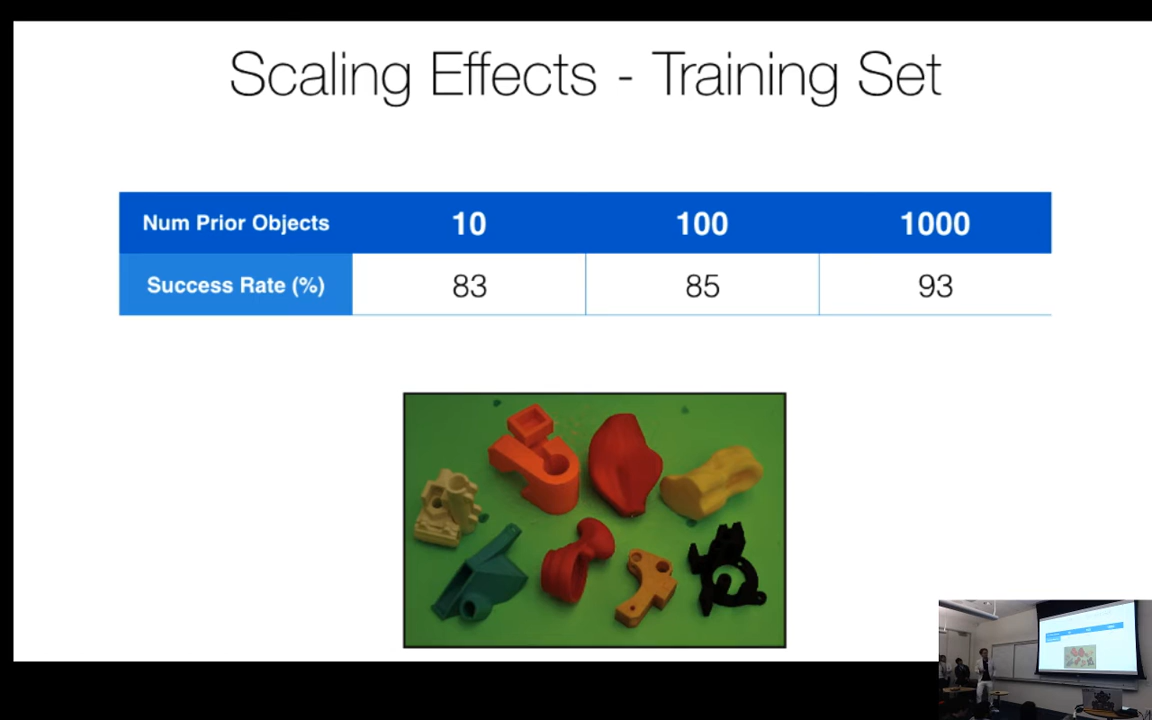 Scaling Effects - Training Set
Num Prior Objects 10 100 1000
Success Rate (%) 83 85 93